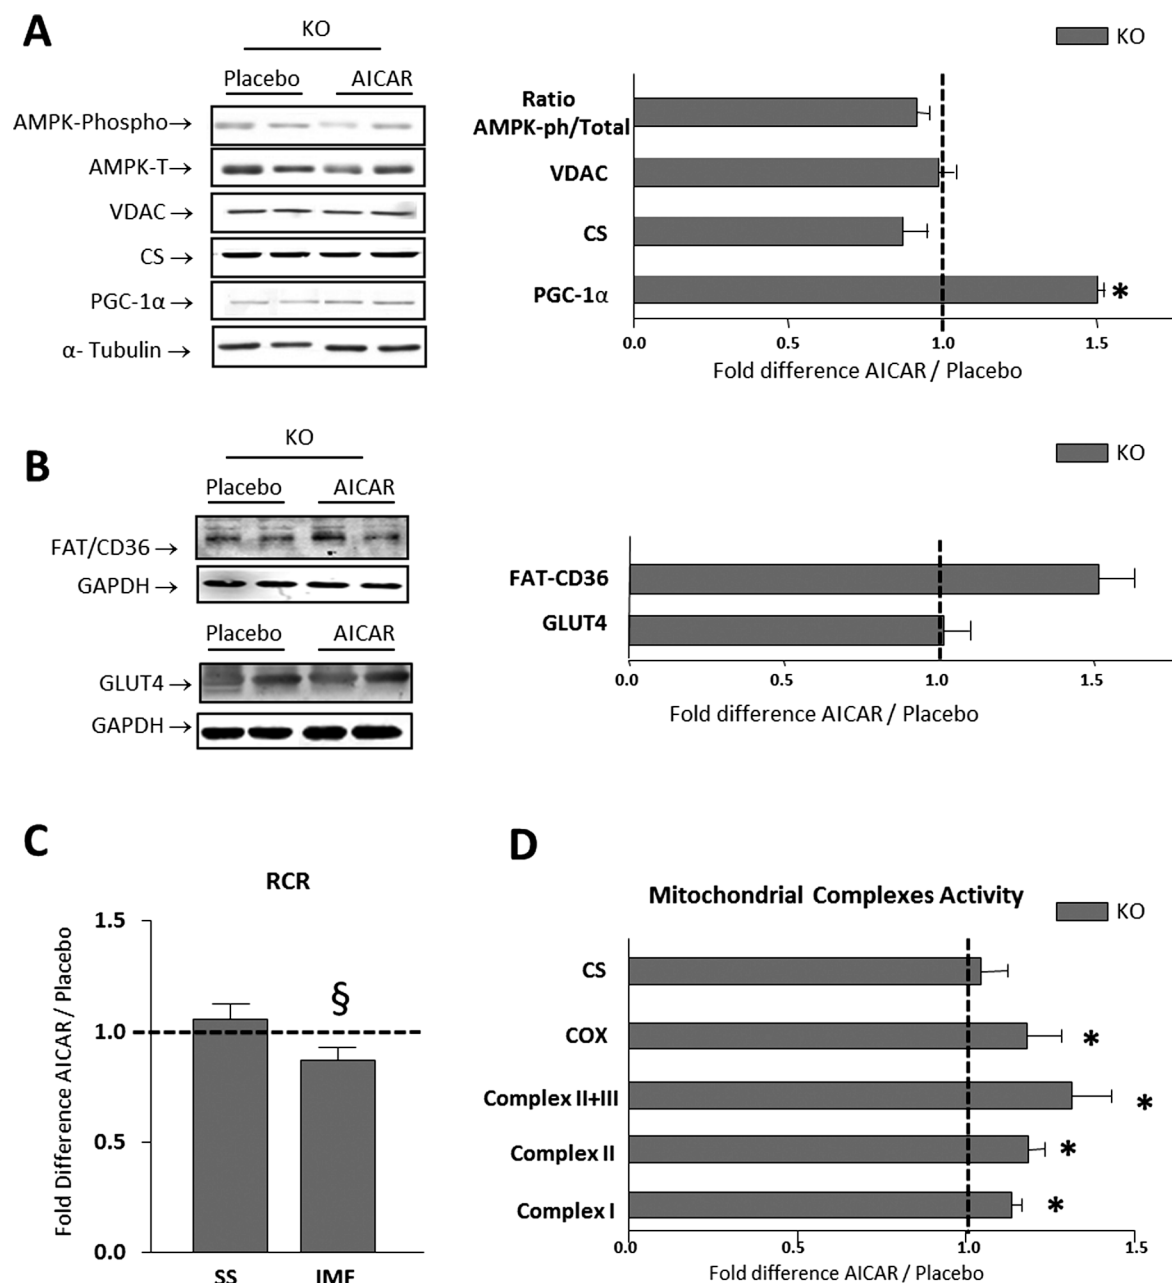 A
KO
Placebo AICAR
AMPK-Phospho→
AMPK-T→
VDAC →
CS →
PGC-1α →
α- Tubulin →
KO
Ratio
AMPK-ph/Total
VDAC
CS
PGC-1α
*
0.0 0.5 1.0 1.5
Fold difference AICAR / Placebo
B
KO
Placebo AICAR
FAT/CD36 →
GAPDH →
Placebo AICAR
GLUT4 →
GAPDH →
KO
FAT-CD36
GLUT4
0.0 0.5 1.0 1.5
Fold difference AICAR / Placebo
C
RCR
Fold Difference AICAR / Placebo
1.5
1.0
0.5
0.0
§
SS IMF
D
Mitochondrial Complexes Activity
KO
CS
COX *
Complex II+III *
Complex II *
Complex I *
0.0 0.5 1.0 1.5
Fold difference AICAR / Placebo